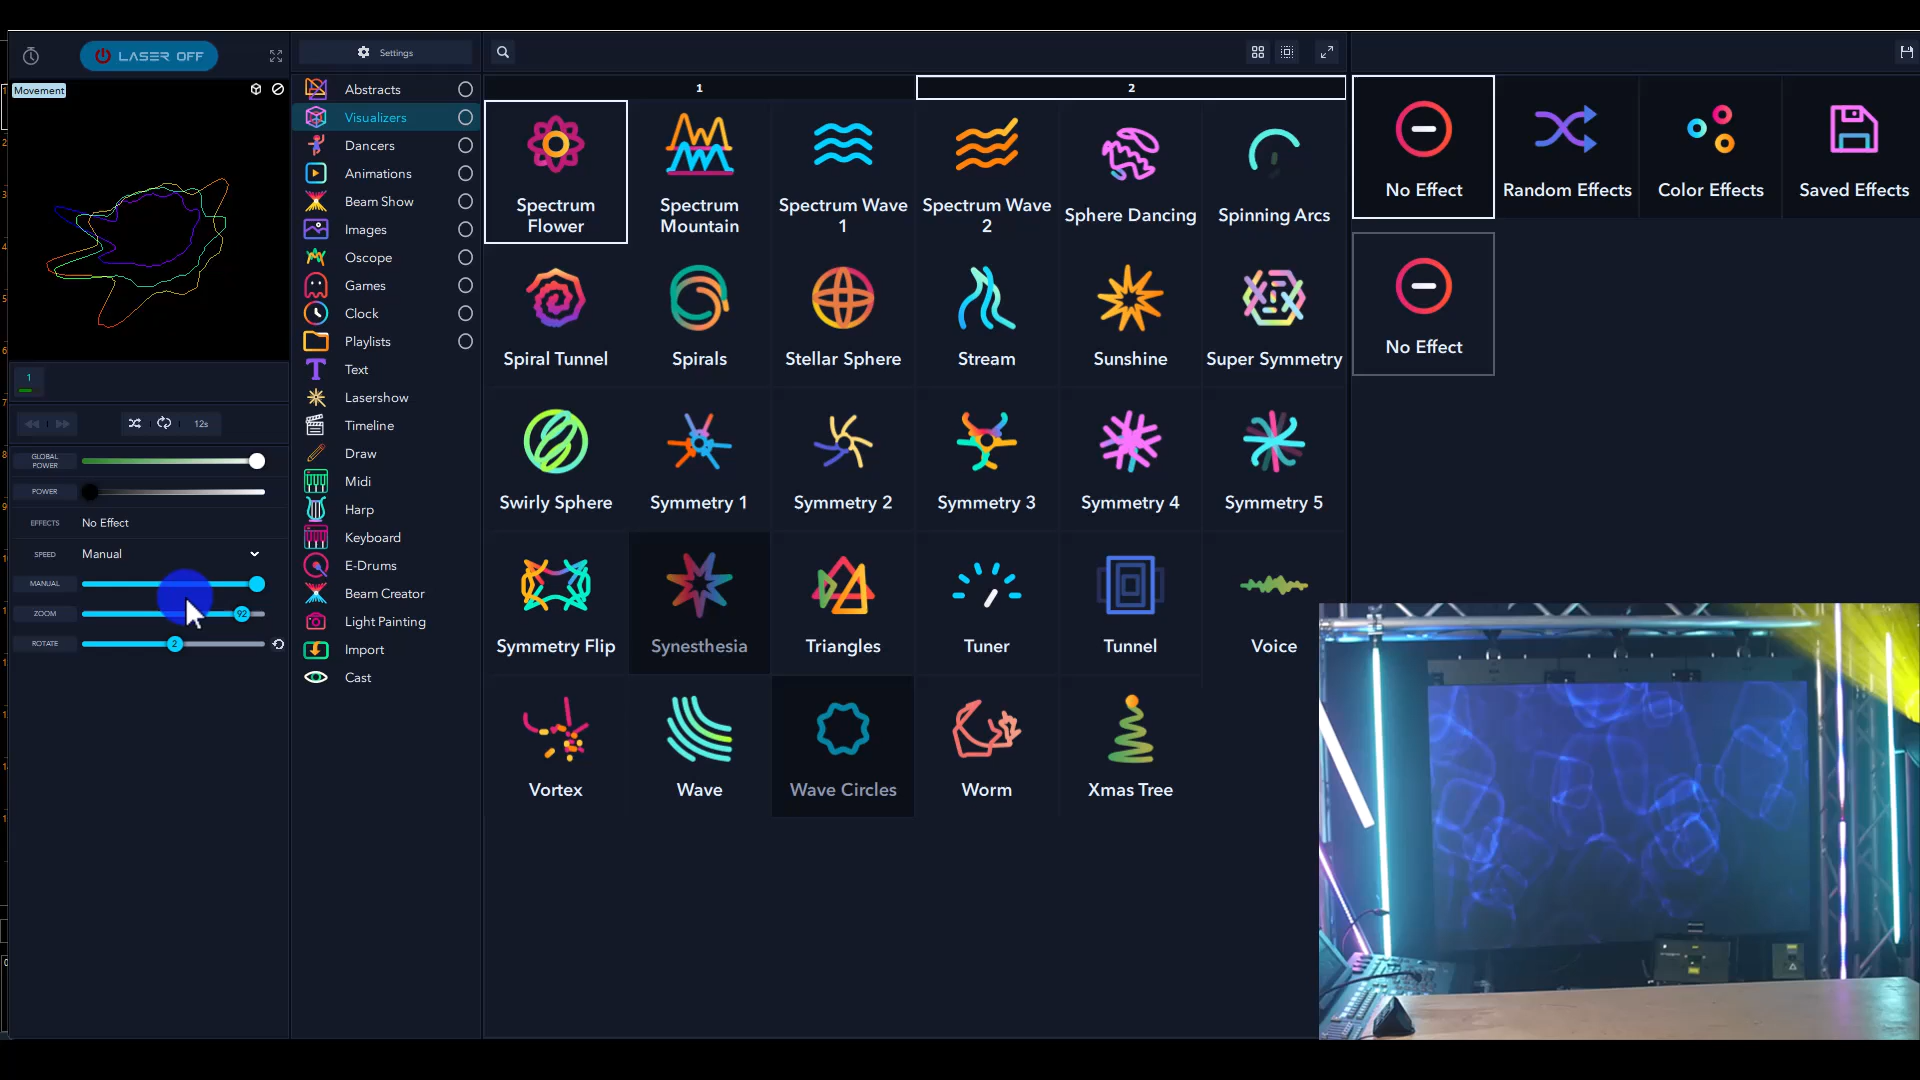 LASER OFF
Settings
Movement
1
12s
GLOBAL
POWER
POWER
EFFECTS
No Effect
SPEED
Manual
MANUAL
ZOOM
92
ROTATE
2
Abstracts
Visualizers
Dancers
Animations
Beam Show
Images
Oscope
Games
Clock
Playlists
Text
Lasershow
Timeline
Draw
Midi
Harp
Keyboard
E-Drums
Beam Creator
Light Painting
Import
Cast
1
2
Spectrum
Flower
Spectrum
Mountain
Spectrum Wave
1
Spectrum Wave
2
Sphere Dancing
Spinning Arcs
Spiral Tunnel
Spirals
Stellar Sphere
Stream
Sunshine
Super Symmetry
Swirly Sphere
Symmetry 1
Symmetry 2
Symmetry 3
Symmetry 4
Symmetry 5
Symmetry Flip
Synesthesia
Triangles
Tuner
Tunnel
Voice
Vortex
Wave
Wave Circles
Worm
Xmas Tree
No Effect
Random Effects
Color Effects
Saved Effects
No Effect